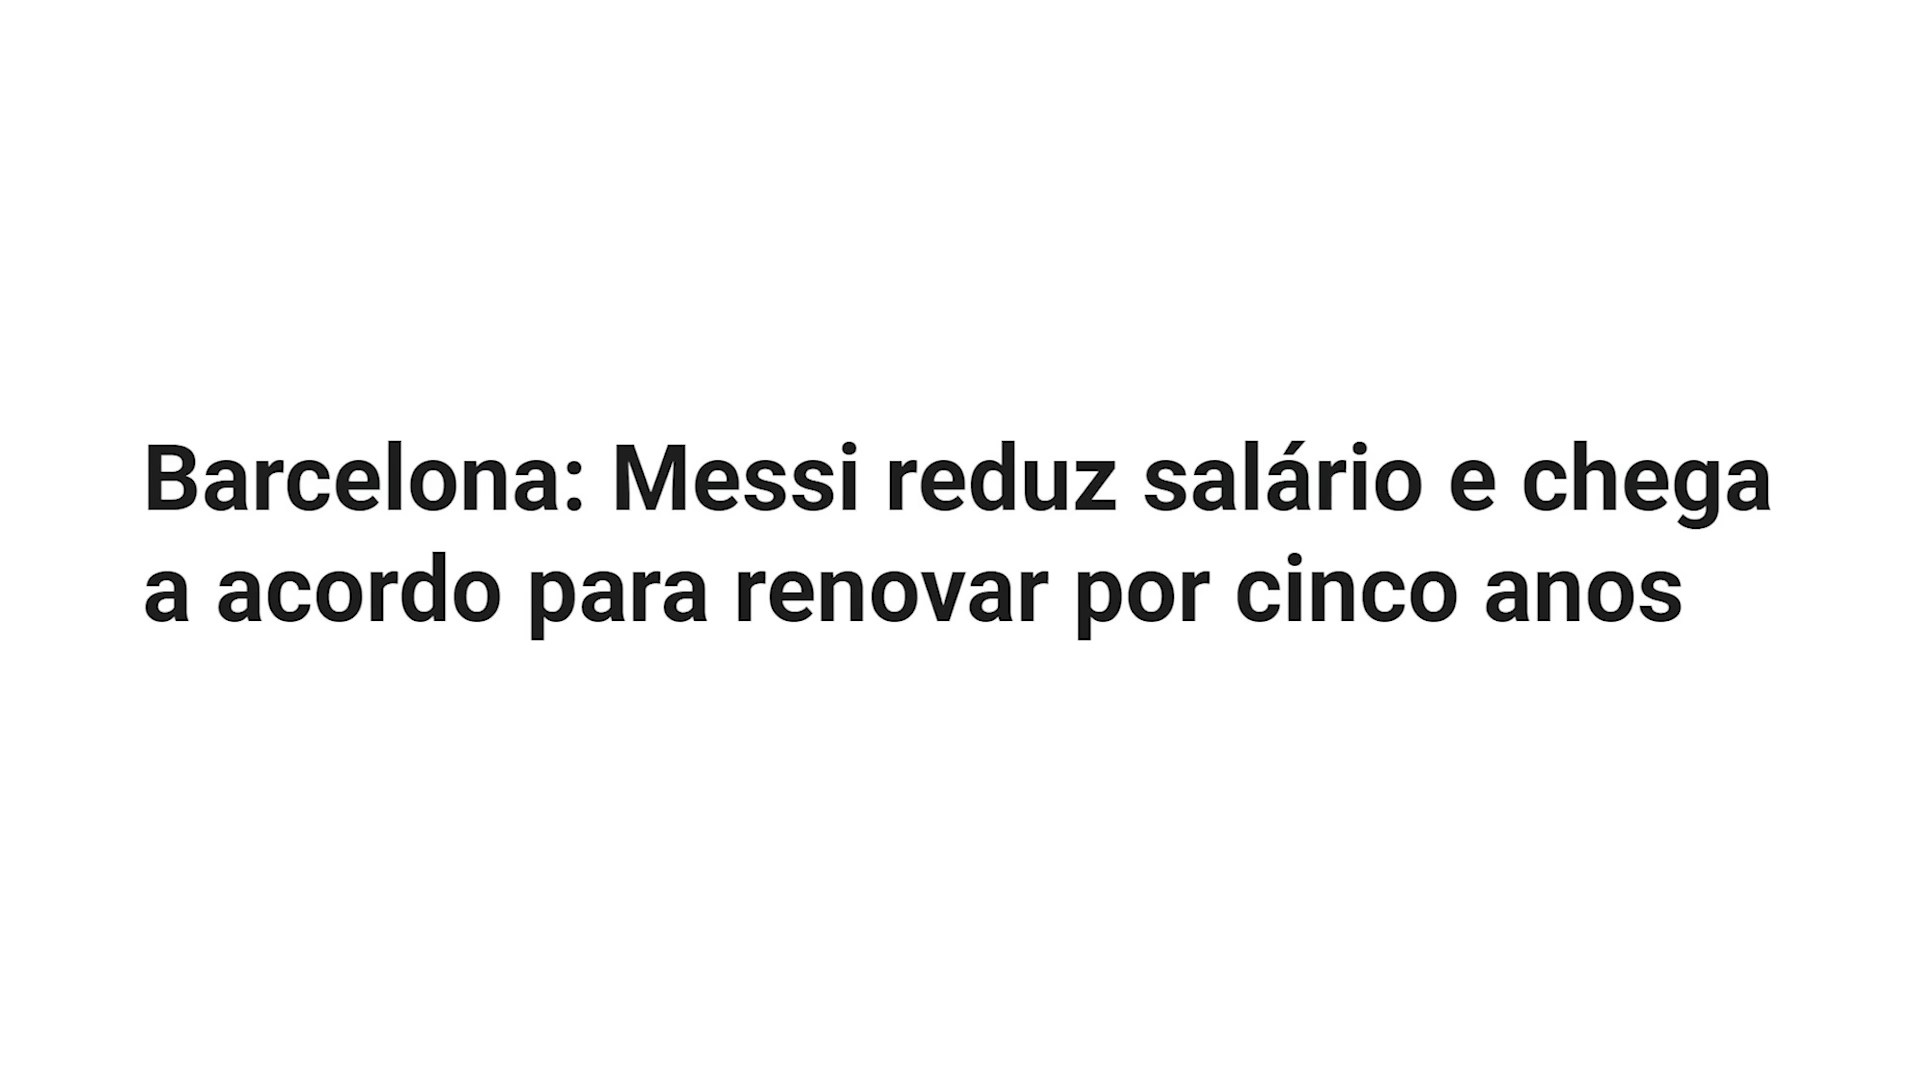 Barcelona: Messi reduz salário e chega
a acordo para renovar por cinco anos